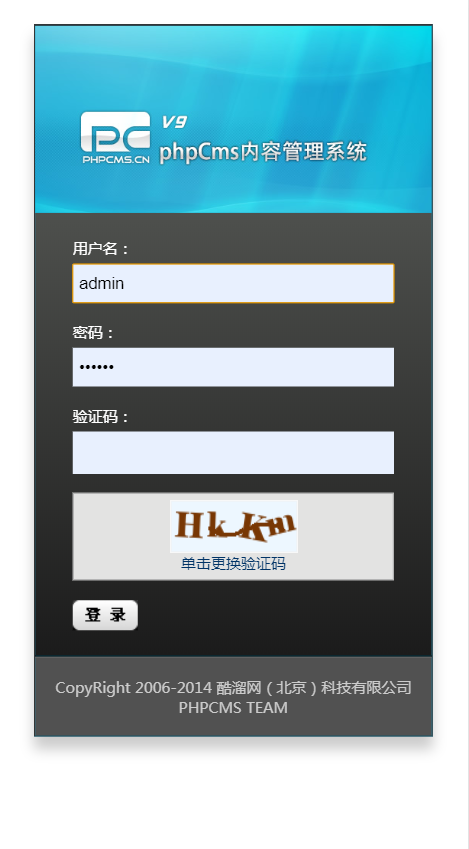 V9
PHPCMS.CN
phpCms内容管理系统
用户名：
admin
密码：
••••••
验证码：
单击更换验证码
登 录
CopyRight 2006-2014 酷溜网（北京）科技有限公司
PHPCMS TEAM